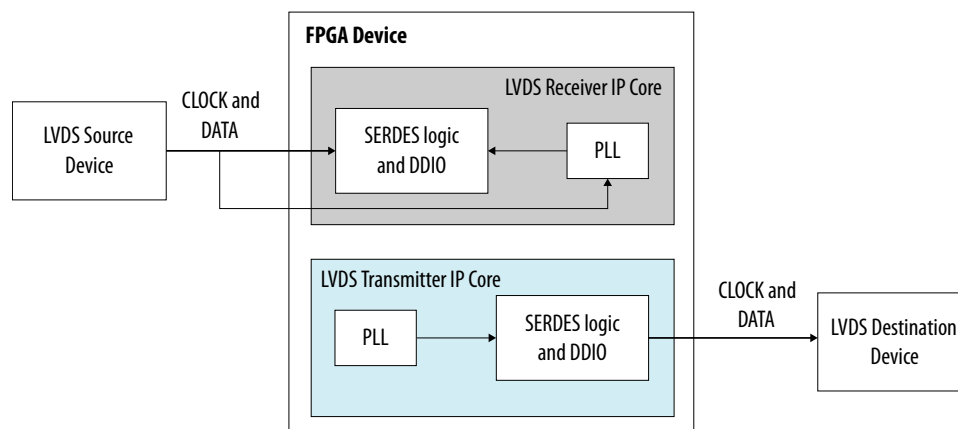 FPGA Device
LVDS Receiver IP Core
CLOCK and
DATA
LVDS Source
Device
SERDES logic
and DDIO
PLL
LVDS Transmitter IP Core
PLL
SERDES logic
and DDIO
CLOCK and
DATA
LVDS Destination
Device